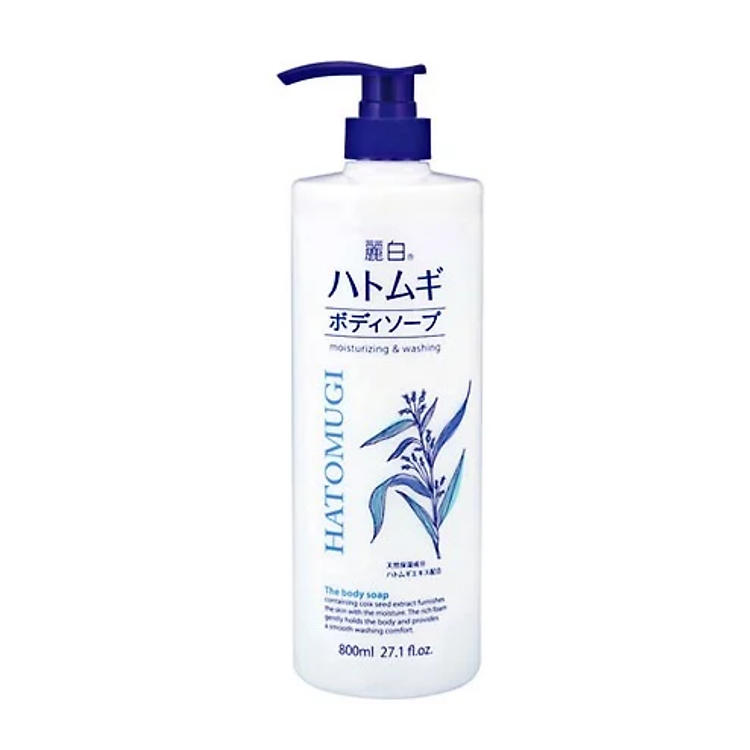 麗白®
ハトムギ
ボディソープ
moisturizing & washing
HATOMUGI
天然保湿成分
ハトムギエキス配合
The body soap
containing coix seed extract furnishes
the skin with the moisture. The rich foam
gently holds the body and provides
a smooth washing comfort.
800ml 27.1 fl.oz.